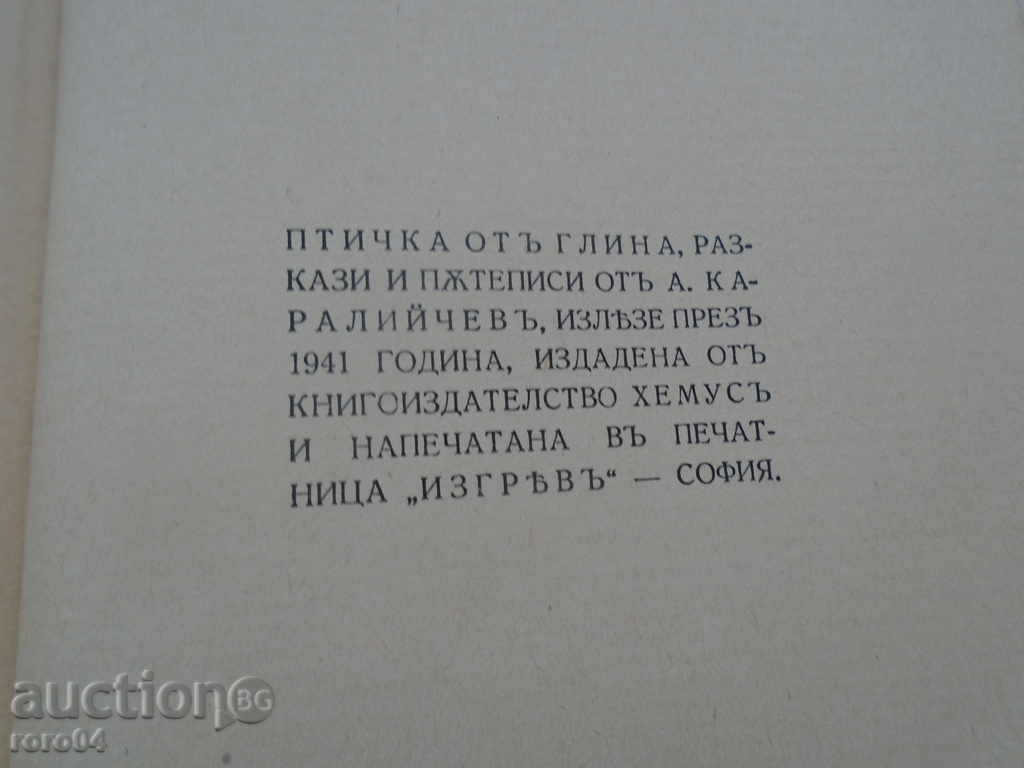 ПТИЧКА ОТЪ ГЛИНА, РАЗ-
КАЗИ И ПѪТЕПИСИ ОТЪ А. КА-
РАЛИЙЧЕВЪ, ИЗЛѢЗЕ ПРЕЗЪ
1941 ГОДИНА, ИЗДАДЕНА ОТЪ
КНИГОИЗДАТЕЛСТВО ХЕМУСЪ
И НАПЕЧАТАНА ВЪ ПЕЧАТ-
НИЦА „ИЗГРѢВЪ“ — СОФИЯ.
auction BG
roro04